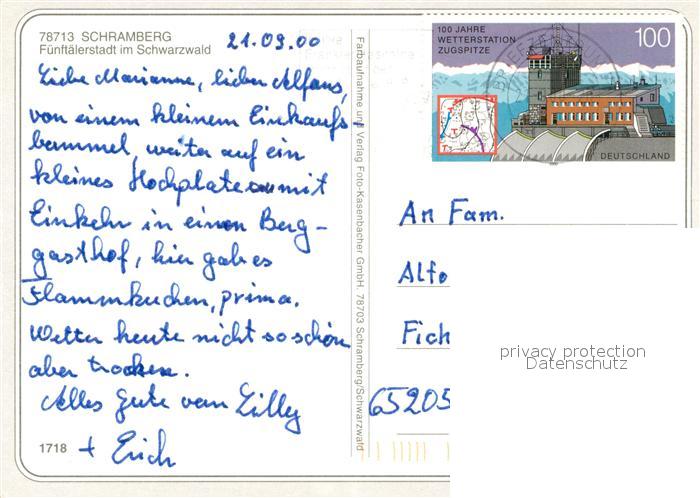 78713 SCHRAMBERG
Fünftälerstadt im Schwarzwald
21.09.00
Liebe Marianne, lieber Alfons,
von einem kleinem Einkaufs
bummel, weiter auf ein
kleines Hochplateau mit
Einkehr in einen Berg-
gasthof, hier gab es
Flammkuchen, prima.
Wetter heute nicht so schön
aber trocken.
Alles Gute vom Lilly
+ Erich
1718
Farbaufnahme und Verlag Foto-Kasenbacher GmbH, 78703 Schramberg/Schwarzwald
100 JAHRE
WETTERSTATION
ZUGSPITZE
100
DEUTSCHLAND
An Fam.
Alfo
Fich
65205
privacy protection
Datenschutz